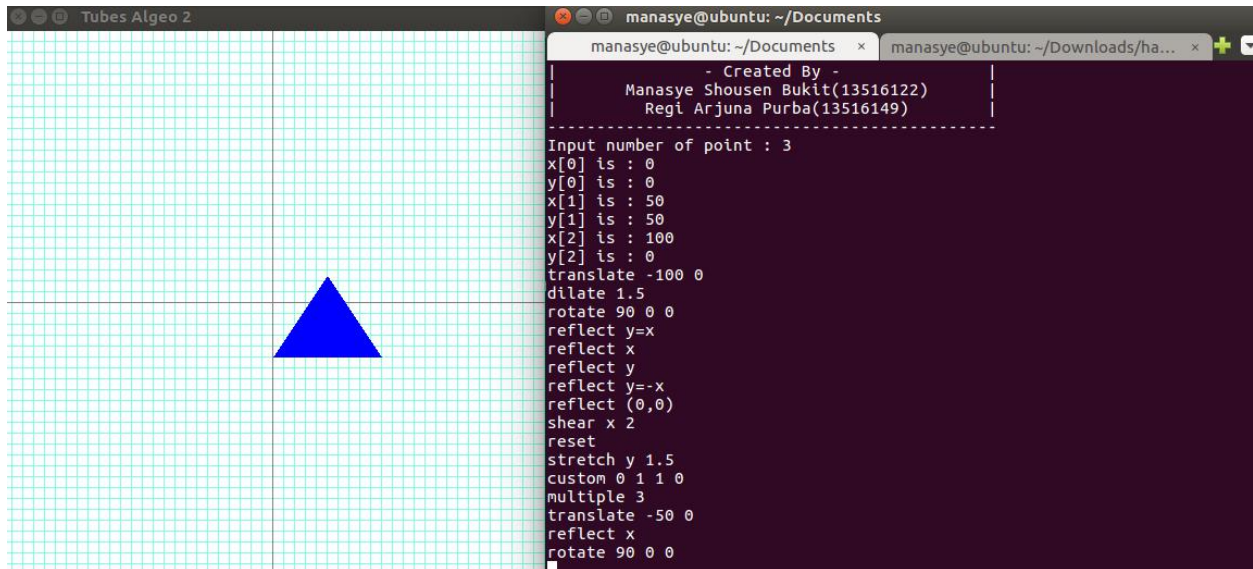 Tubes Algeo 2
manasye@ubuntu: ~/Documents
manasye@ubuntu: ~/Documents ×
manasye@ubuntu: ~/Downloads/ha... ×
| - Created By - |
| Manasye Shousen Bukit(13516122) |
| Regi Arjuna Purba(13516149) |
----------------------------------------------
Input number of point : 3
x[0] is : 0
y[0] is : 0
x[1] is : 50
y[1] is : 50
x[2] is : 100
y[2] is : 0
translate -100 0
dilate 1.5
rotate 90 0 0
reflect y=x
reflect x
reflect y
reflect y=-x
reflect (0,0)
shear x 2
reset
stretch y 1.5
custom 0 1 1 0
multiple 3
translate -50 0
reflect x
rotate 90 0 0